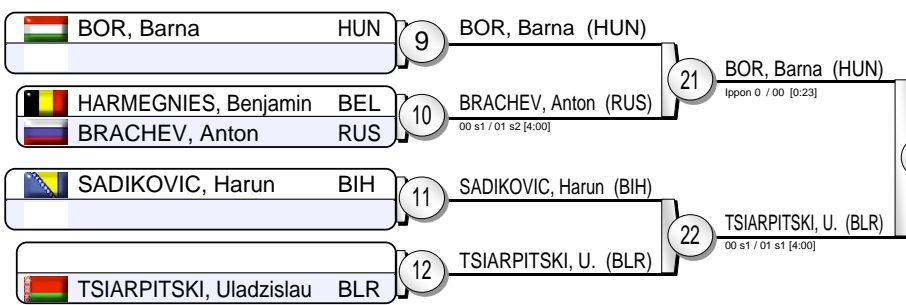 BOR, Barna HUN
9
BOR, Barna (HUN)
HARMEGNIES, Benjamin BEL
BRACHEV, Anton RUS
10
BRACHEV, Anton (RUS)
00 s1 / 01 s2 [4:00]
21
BOR, Barna (HUN)
Ippon 0 / 00 [0:23]
SADIKOVIC, Harun BIH
11
SADIKOVIC, Harun (BIH)
TSIARPITSKI, Uladzislau BLR
12
TSIARPITSKI, U. (BLR)
22
TSIARPITSKI, U. (BLR)
00 s1 / 01 s1 [4:00]